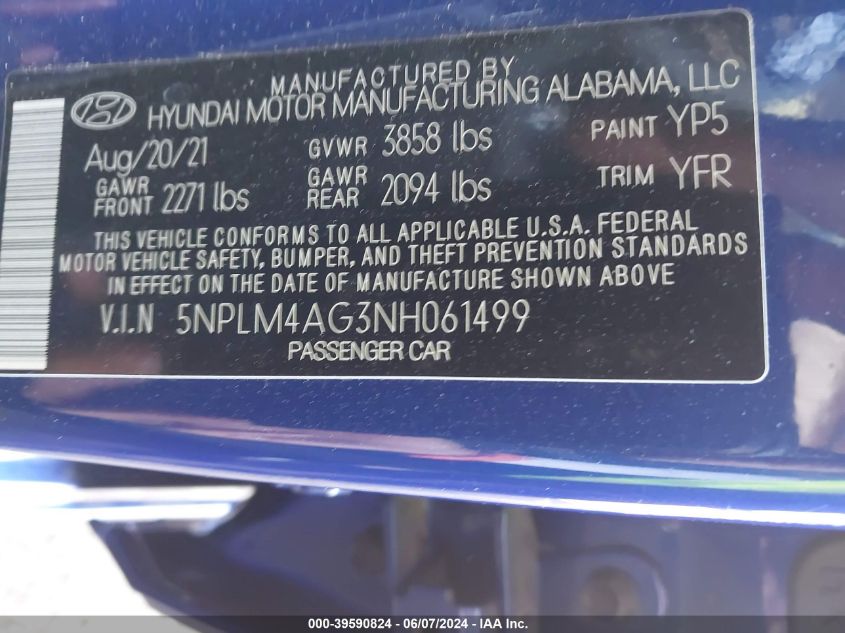 MANUFACTURED BY
HYUNDAI MOTOR MANUFACTURING ALABAMA, LLC
Aug/20/21 GVWR 3858 lbs PAINT YP5
GAWR FRONT 2271 lbs GAWR REAR 2094 lbs TRIM YFR
THIS VEHICLE CONFORMS TO ALL APPLICABLE U.S.A. FEDERAL
MOTOR VEHICLE SAFETY, BUMPER, AND THEFT PREVENTION STANDARDS
IN EFFECT ON THE DATE OF MANUFACTURE SHOWN ABOVE
V.I.N 5NPLM4AG3NH061499
PASSENGER CAR
000-39590824 - 06/07/2024 - IAA Inc.